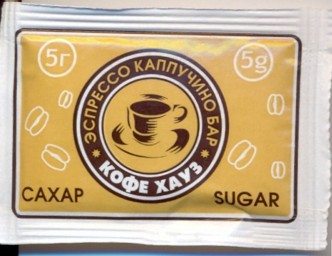 5г
5g
ЭСПРЕССО КАППУЧИНО БАР
КОФЕ ХАУЗ
САХАР
SUGAR